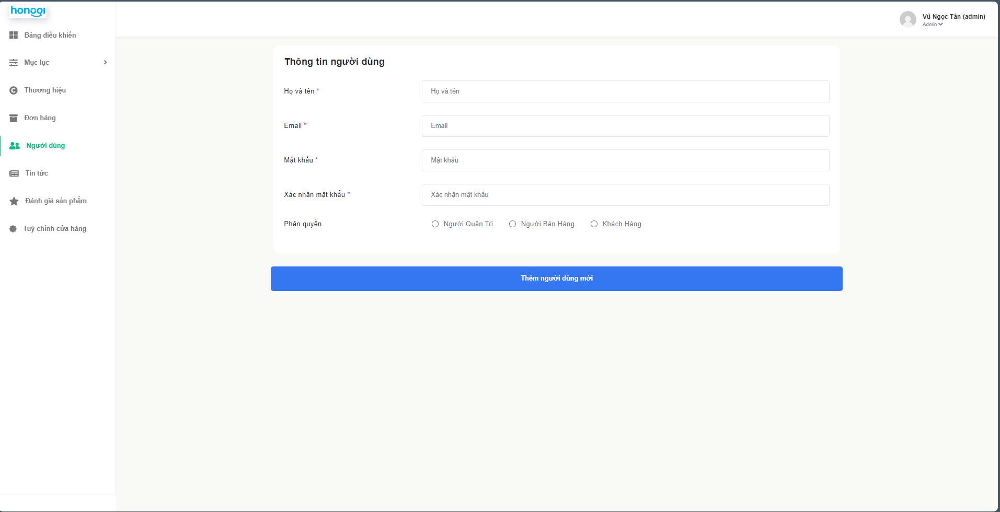 honggi
Vũ Ngọc Tân (admin)
Admin
Bảng điều khiển
Mục lục
Thương hiệu
Đơn hàng
Người dùng
Tin tức
Đánh giá sản phẩm
Tuỳ chỉnh cửa hàng
Thông tin người dùng
Họ và tên * Họ và tên
Email * Email
Mật khẩu * Mật khẩu
Xác nhận mật khẩu * Xác nhận mật khẩu
Phân quyền Người Quản Trị Người Bán Hàng Khách Hàng
Thêm người dùng mới